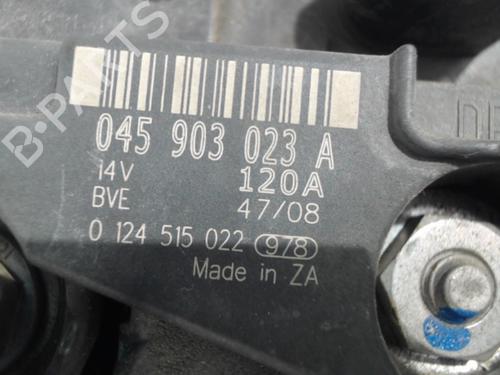 B-PARTS
045 903 023 A
14V 120A
BVE 47/08
0 124 515 022 978
Made in ZA